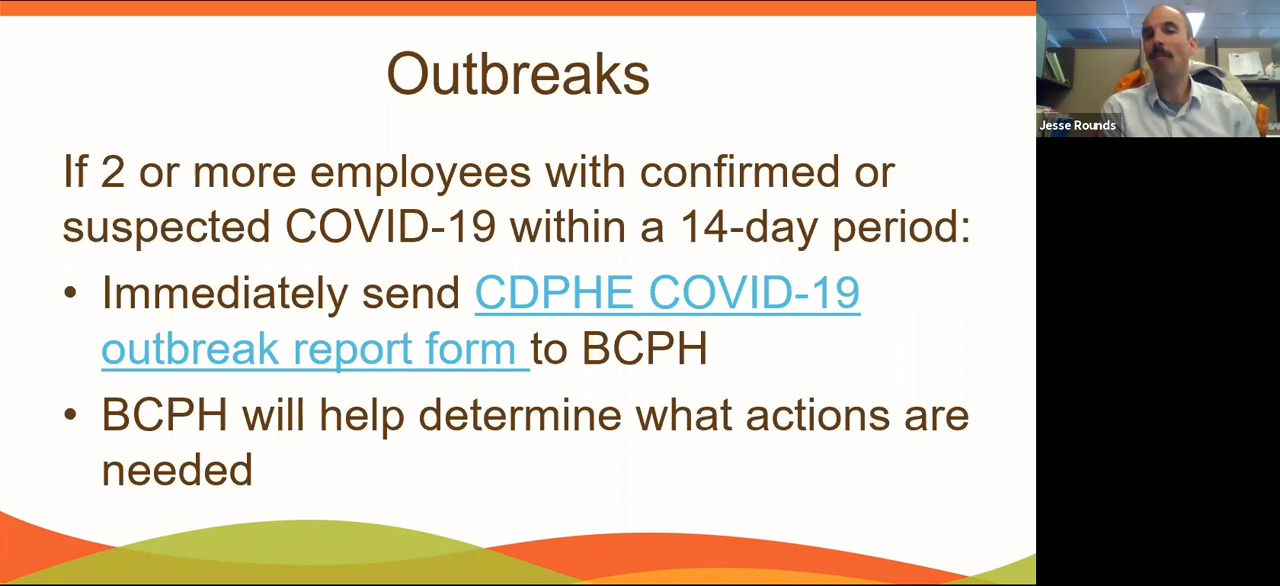 Outbreaks
If 2 or more employees with confirmed or
suspected COVID-19 within a 14-day period:
• Immediately send CDPHE COVID-19
outbreak report form to BCPH
• BCPH will help determine what actions are
needed
Jesse Rounds